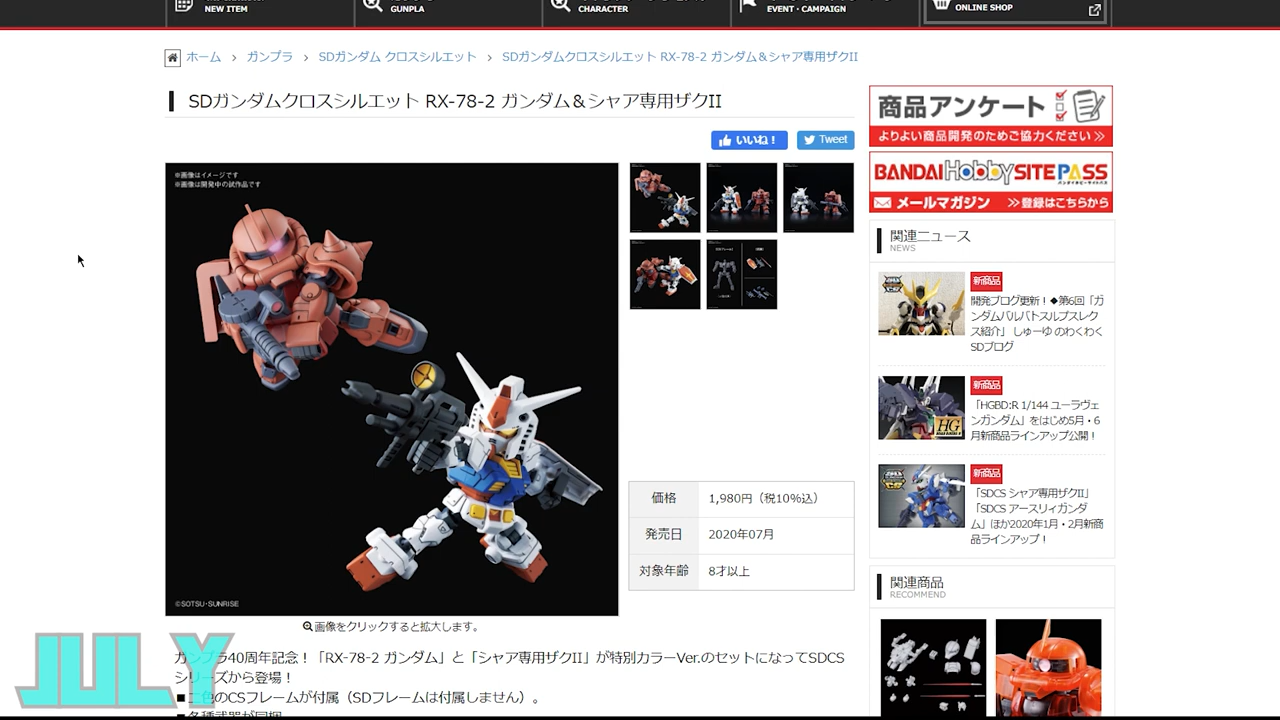 NEW ITEM
GUNPLA
CHARACTER
EVENT・CAMPAIGN
ONLINE SHOP
ホーム
ガンプラ
SDガンダム クロスシルエット
SDガンダムクロスシルエット RX-78-2 ガンダム＆シャア専用ザクII
SDガンダムクロスシルエット RX-78-2 ガンダム＆シャア専用ザクII
いいね！
Tweet
※画像はイメージです
※画像は開発中の試作品です
©SOTSU・SUNRISE
画像をクリックすると拡大します。
価格 1,980円（税10％込）
発売日 2020年07月
対象年齢 8才以上
ガンプラ40周年記念！「RX-78-2 ガンダム」と「シャア専用ザクII」が特別カラーVer.のセットになってSDCS
シリーズから登場！
■二色のCSフレームが付属（SDフレームは付属しません）。
■各種武器が同梱
JULY
商品アンケート
よりよい商品開発のためご協力ください
BANDAI Hobby SITE PASS
バンダイホビーサイトパス
メールマガジン
登録はこちらから
関連ニュース
NEWS
新商品
開発ブログ更新！◆第6回「ガ
ンダムバルバトスルプスレク
ス紹介」 しゅーゆ のわくわく
SDブログ
新商品
「HGBD:R 1/144 ユーラヴェ
ンガンダム」をはじめ5月・6
月新商品ラインアップ公開！
HG
新商品
「SDCS シャア専用ザクII」
「SDCS アースリィガンダ
ム」ほか2020年1月・2月新商
品ラインアップ！
関連商品
RECOMMEND